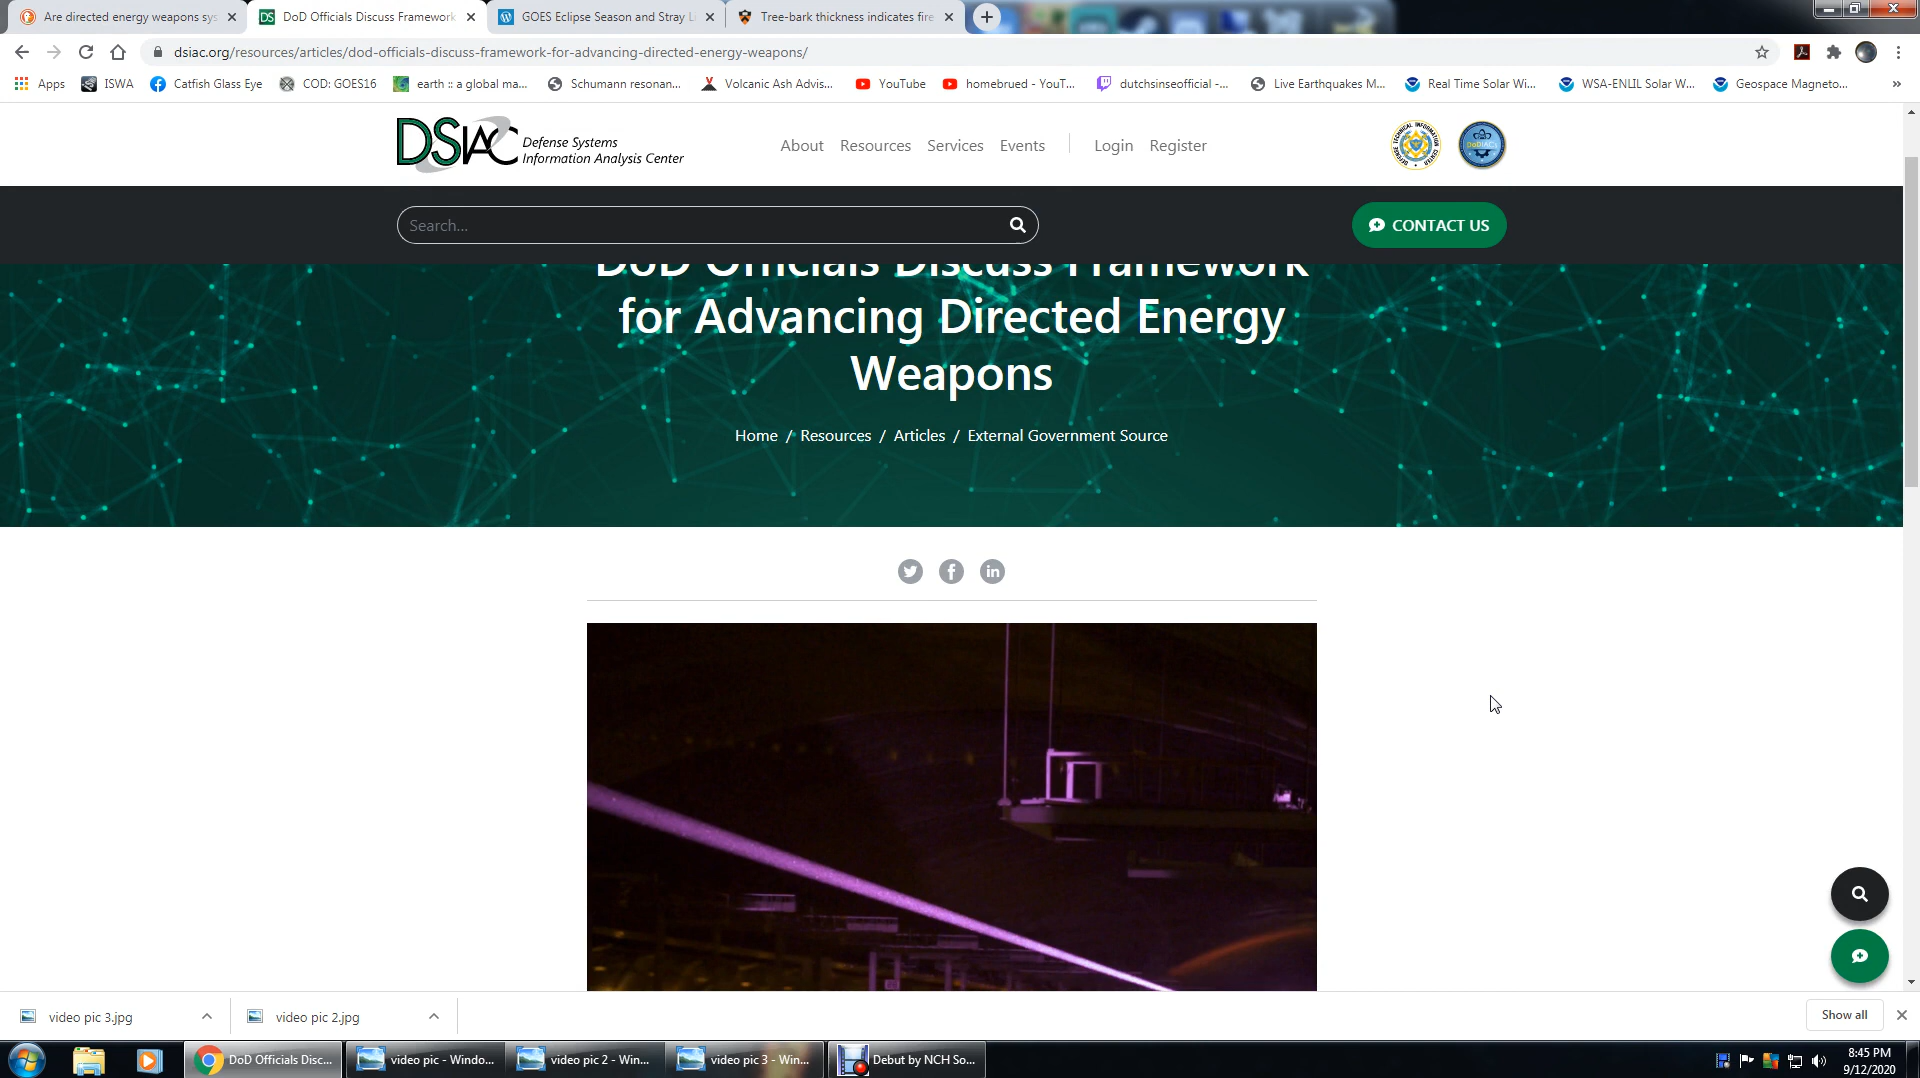 Are directed energy weapons sys
DoD Officials Discuss Framework
GOES Eclipse Season and Stray Li
Tree-bark thickness indicates fire
dsiac.org/resources/articles/dod-officials-discuss-framework-for-advancing-directed-energy-weapons/
Apps
ISWA
Catfish Glass Eye
COD: GOES16
earth :: a global ma...
Schumann resonan...
Volcanic Ash Advis...
YouTube
homebrued - YouT...
dutchsinseofficial -...
Live Earthquakes M...
Real Time Solar Wi...
WSA-ENLIL Solar W...
Geospace Magneto...
»
DSIAC
Defense Systems
Information Analysis Center
About
Resources
Services
Events
Login
Register
DEFENSE TECHNICAL INFORMATION CENTER
DoDIACs
Search...
CONTACT US
DoD Officials Discuss Framework
for Advancing Directed Energy
Weapons
Home / Resources / Articles / External Government Source
video pic 3.jpg
video pic 2.jpg
Show all
DoD Officials Disc...
video pic - Windo...
video pic 2 - Win...
video pic 3 - Win...
Debut by NCH So...
8:45 PM
9/12/2020